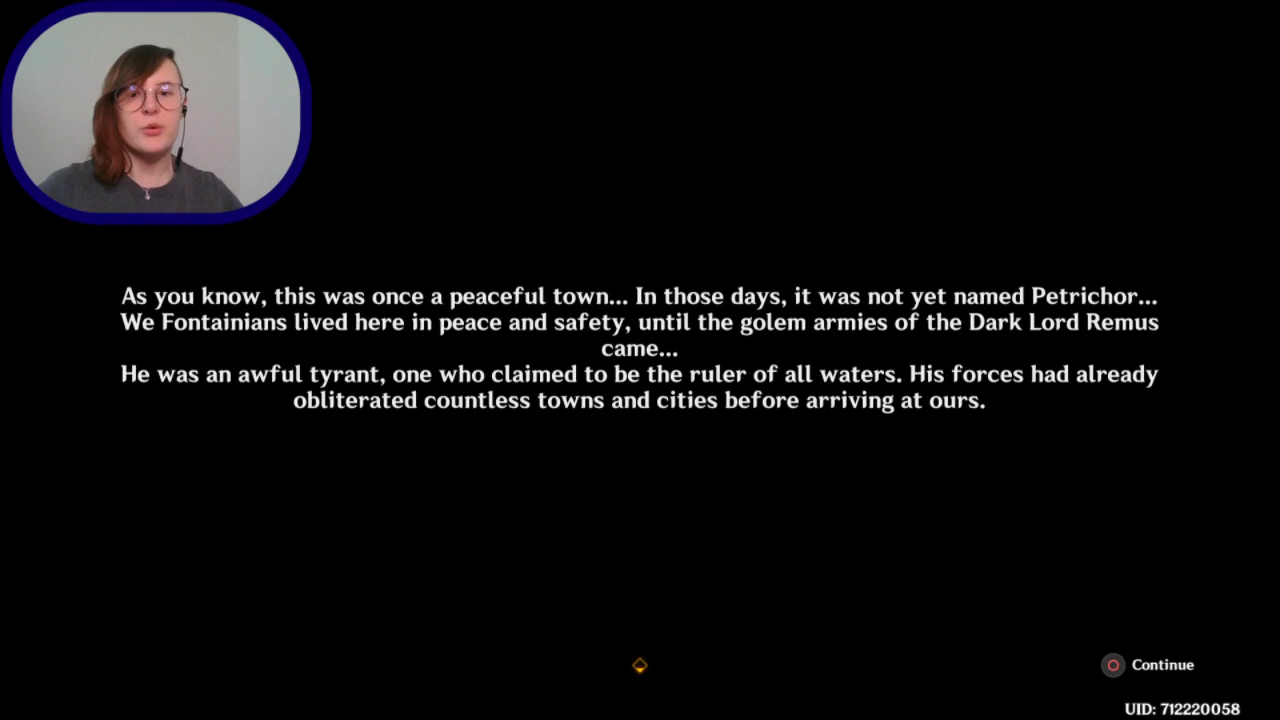 As you know, this was once a peaceful town... In those days, it was not yet named Petrichor...
We Fontainians lived here in peace and safety, until the golem armies of the Dark Lord Remus
came...
He was an awful tyrant, one who claimed to be the ruler of all waters. His forces had already
obliterated countless towns and cities before arriving at ours.
Continue
UID: 712220058